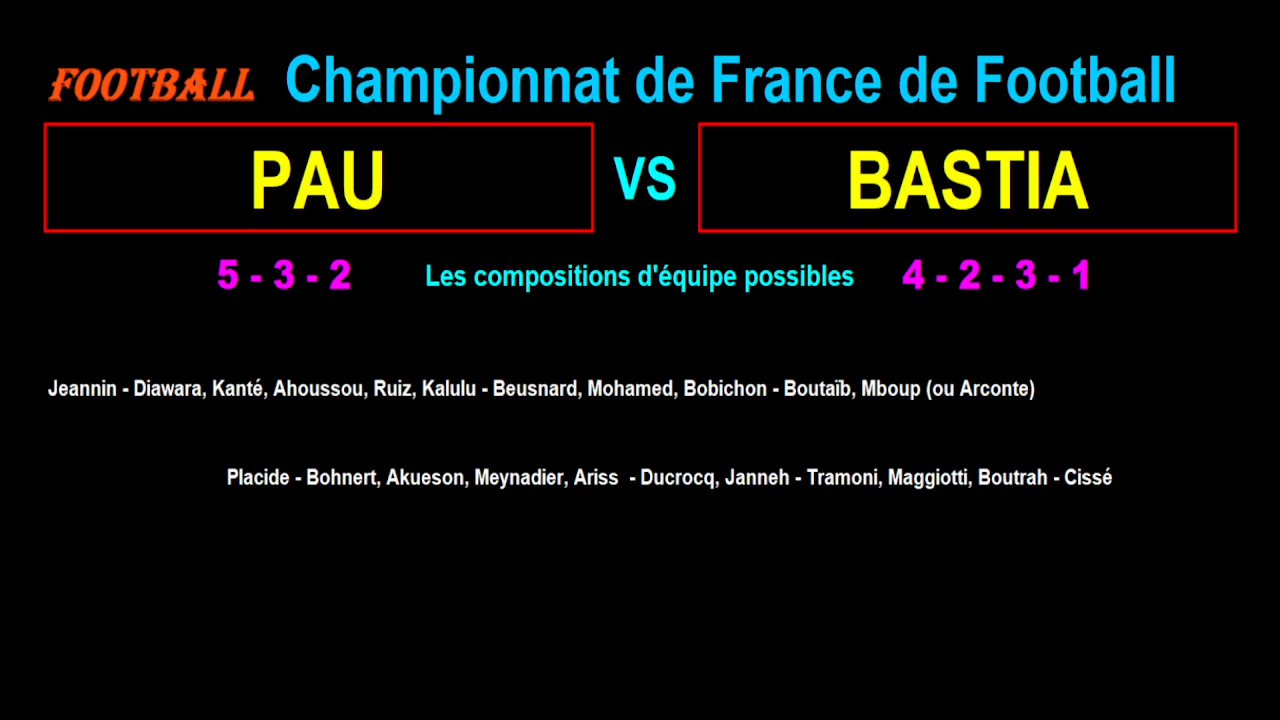 FOOTBALL Championnat de France de Football
PAU VS BASTIA
5 - 3 - 2 Les compositions d'équipe possibles 4 - 2 - 3 - 1
Jeannin - Diawara, Kanté, Ahoussou, Ruiz, Kalulu - Beusnard, Mohamed, Bobichon - Boutaïb, Mboup (ou Arconte)
Placide - Bohnert, Akueson, Meynadier, Ariss  - Ducrocq, Janneh - Tramoni, Maggiotti, Boutrah - Cissé